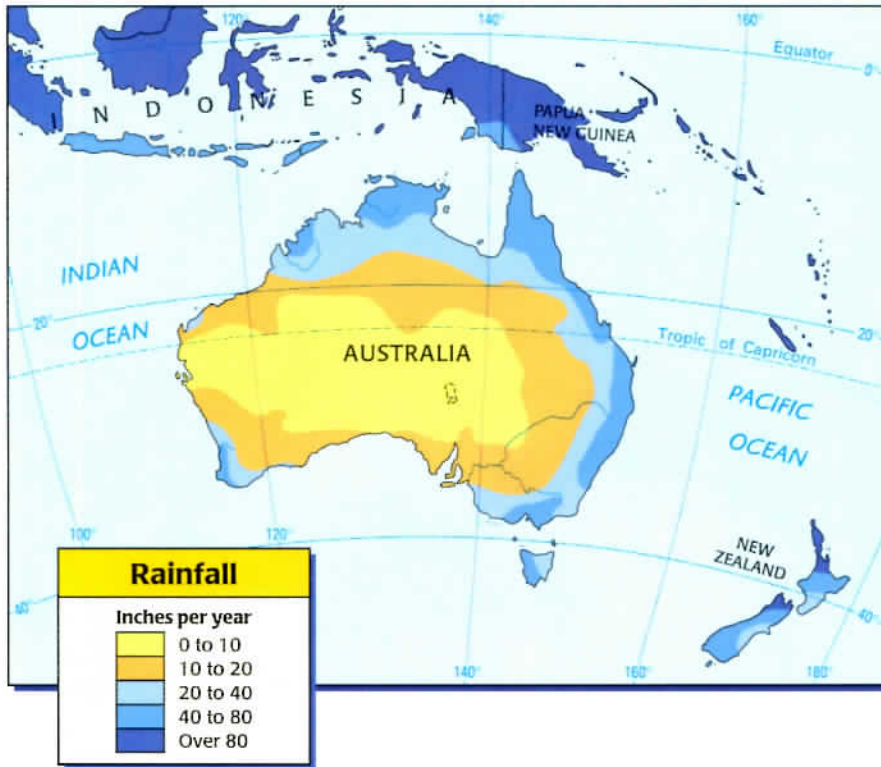 120°
140°
160°
Equator
0°
INDONESIA
PAPUA
NEW GUINEA
INDIAN
OCEAN
20°
20°
Tropic of Capricorn
AUSTRALIA
PACIFIC
OCEAN
100°
120°
NEW
ZEALAND
40°
40°
140°
160°
180°
Rainfall
Inches per year
0 to 10
10 to 20
20 to 40
40 to 80
Over 80